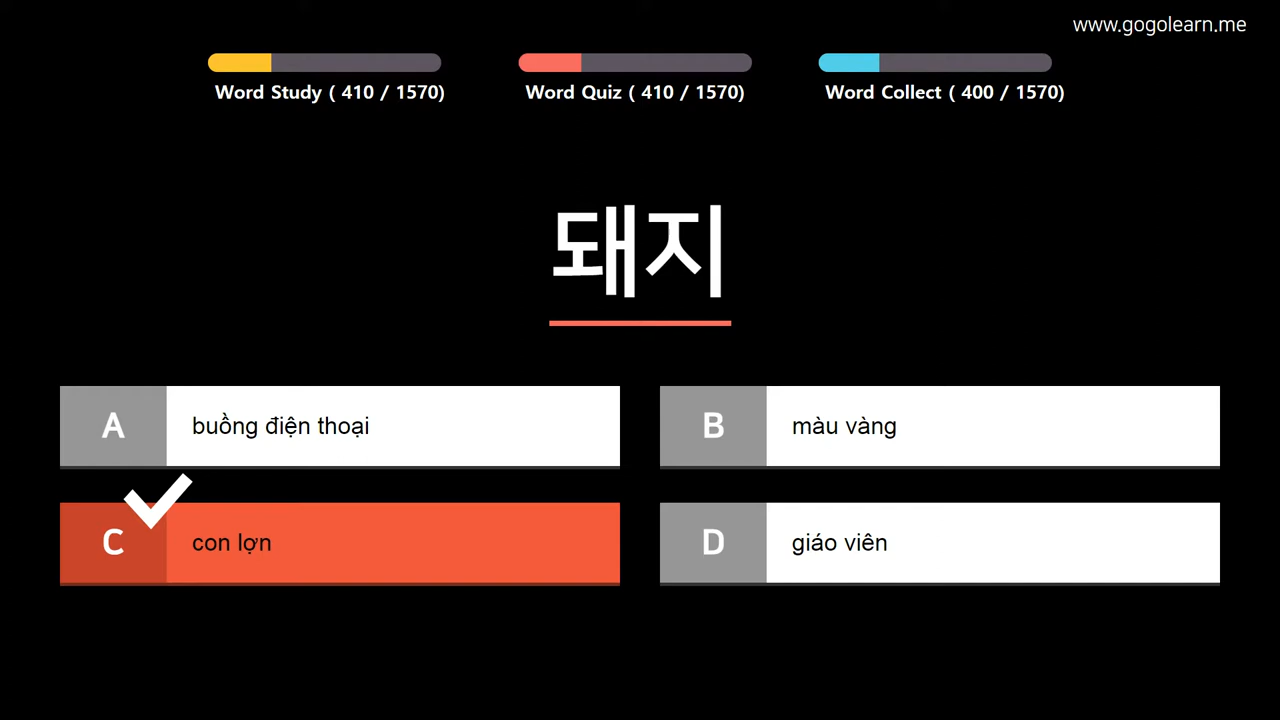 www.gogolearn.me
Word Study ( 410 / 1570)
Word Quiz ( 410 / 1570)
Word Collect ( 400 / 1570)
돼지
A buồng điện thoại
B màu vàng
C con lợn
D giáo viên